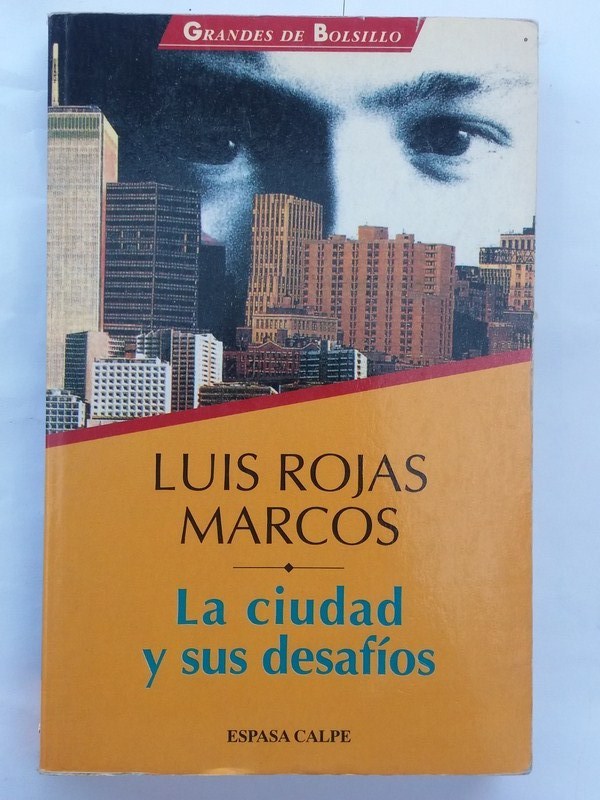 GRANDES DE BOLSILLO
LUIS ROJAS
MARCOS
La ciudad
y sus desafíos
ESPASA CALPE